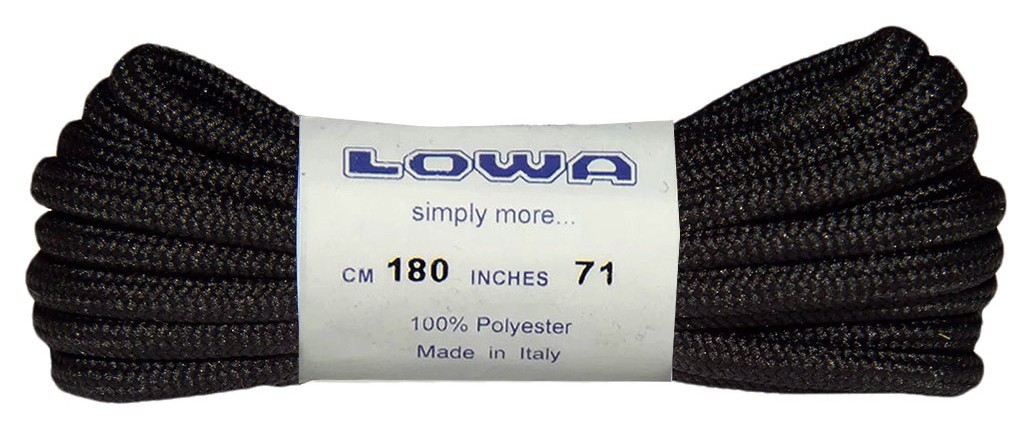 LOWA
simply more...
CM 180 INCHES 71
100% Polyester
Made in Italy